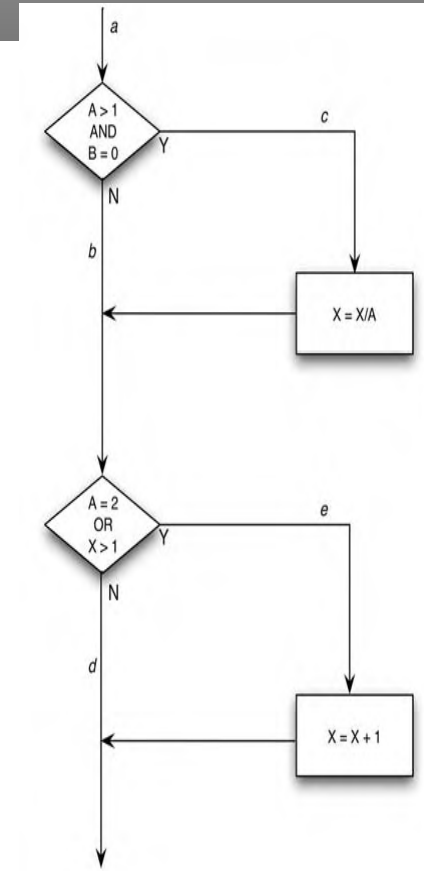 a
A > 1
AND
B = 0
Y
c
N
b
X = X/A
A = 2
OR
X > 1
Y
e
N
d
X = X + 1